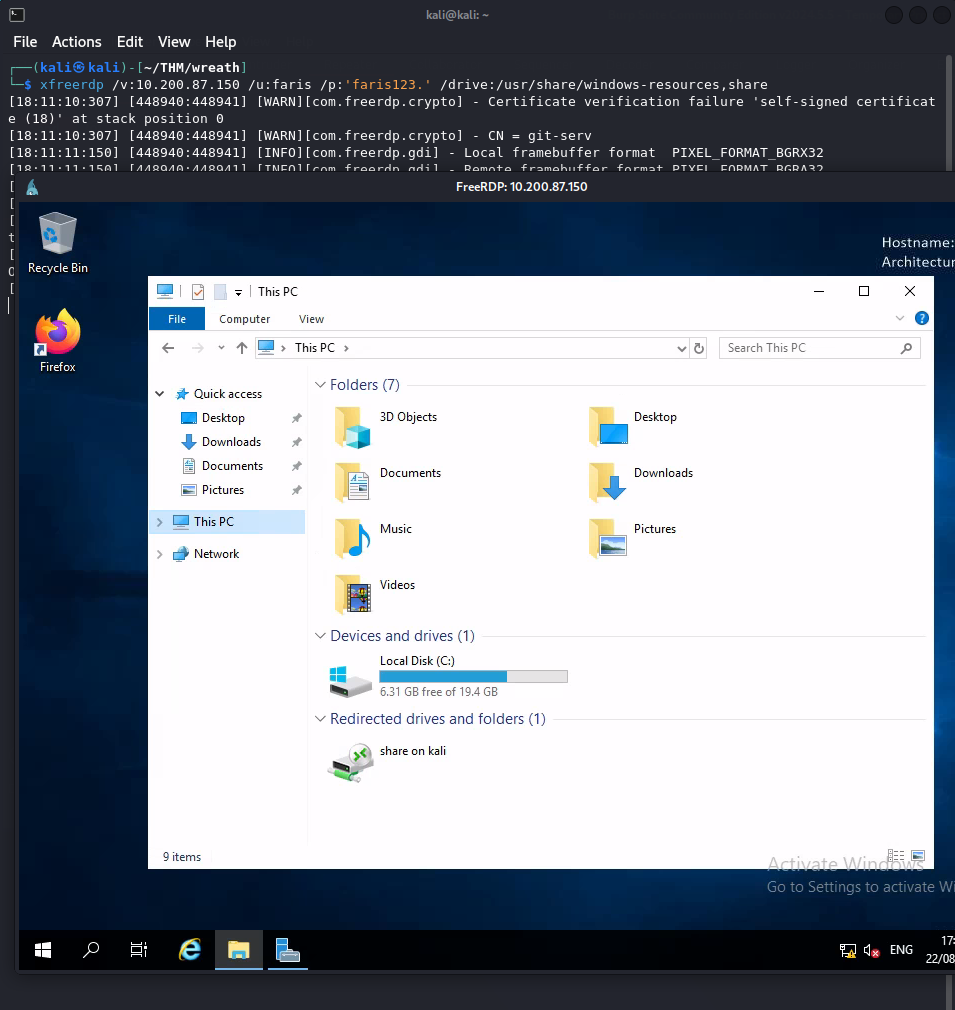 kali@kali: ~
File Actions Edit View Help
┌──(kali㉿kali)-[~/THM/wreath]
└─$ xfreerdp /v:10.200.87.150 /u:faris /p:'faris123.' /drive:/usr/share/windows-resources,share
[18:11:10:307] [448940:448941] [WARN][com.freerdp.crypto] - Certificate verification failure 'self-signed certificat
e (18)' at stack position 0
[18:11:10:307] [448940:448941] [WARN][com.freerdp.crypto] - CN = git-serv
[18:11:11:150] [448940:448941] [INFO][com.freerdp.gdi] - Local framebuffer format  PIXEL_FORMAT_BGRX32
[18:11:11:150] [448940:448941] [INFO][com.freerdp.gdi] - Remote framebuffer format PIXEL_FORMAT_BGRA32
FreeRDP: 10.200.87.150
Recycle Bin
Hostname:
Architectur
Firefox
This PC
File Computer View
This PC
Search This PC
Quick access
Desktop
Downloads
Documents
Pictures
This PC
Network
Folders (7)
3D Objects
Desktop
Documents
Downloads
Music
Pictures
Videos
Devices and drives (1)
Local Disk (C:)
6.31 GB free of 19.4 GB
Redirected drives and folders (1)
share on kali
9 items
Activate Windows
Go to Settings to activate Wi
ENG
17:
22/08